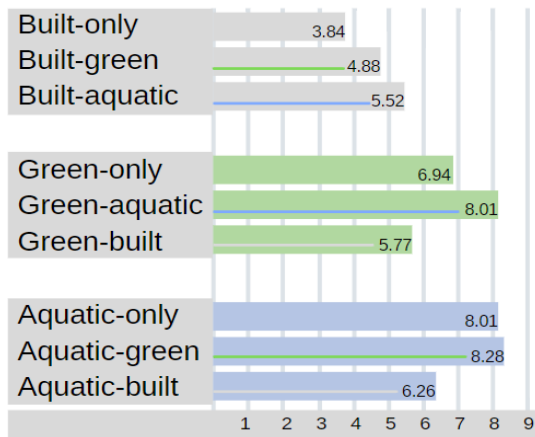 Built-only 3.84
Built-green 4.88
Built-aquatic 5.52
Green-only 6.94
Green-aquatic 8.01
Green-built 5.77
Aquatic-only 8.01
Aquatic-green 8.28
Aquatic-built 6.26
1 2 3 4 5 6 7 8 9